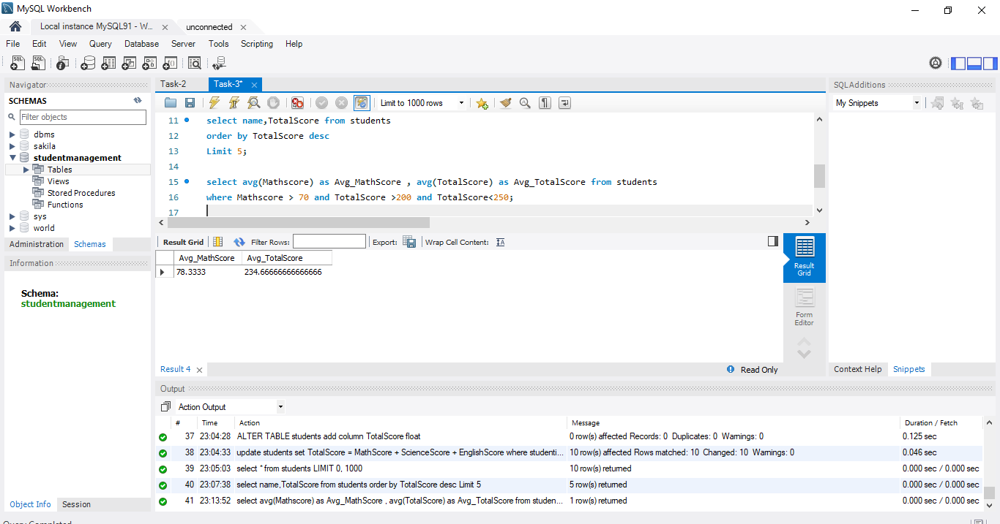 MySQL Workbench
Local instance MySQL91 - W... unconnected
File Edit View Query Database Server Tools Scripting Help
Navigator
SCHEMAS
Filter objects
dbms
sakila
studentmanagement
Tables
Views
Stored Procedures
Functions
sys
world
Administration Schemas
Information
Schema:
studentmanagement
Object Info Session
Task-2 Task-3*
Limit to 1000 rows
11 select name,TotalScore from students
12 order by TotalScore desc
13 Limit 5;
14
15 select avg(Mathscore) as Avg_MathScore , avg(TotalScore) as Avg_TotalScore from students
16 where Mathscore > 70 and TotalScore >200 and TotalScore<250;
17
Result Grid Filter Rows: Export: Wrap Cell Content:
Avg_MathScore Avg_TotalScore
78.3333 234.66666666666666
Result Grid
Form Editor
Result 4 Read Only
SQLAdditions
My Snippets
Context Help Snippets
Output
Action Output
# Time Action Message Duration / Fetch
37 23:04:28 ALTER TABLE students add column TotalScore float 0 row(s) affected Records: 0 Duplicates: 0 Warnings: 0 0.125 sec
38 23:04:33 update students set TotalScore = MathScore + ScienceScore + EnglishScore where studenti... 10 row(s) affected Rows matched: 10 Changed: 10 Warnings: 0 0.046 sec
39 23:05:03 select * from students LIMIT 0, 1000 10 row(s) returned 0.000 sec / 0.000 sec
40 23:07:38 select name,TotalScore from students order by TotalScore desc Limit 5 5 row(s) returned 0.000 sec / 0.000 sec
41 23:13:52 select avg(Mathscore) as Avg_MathScore , avg(TotalScore) as Avg_TotalScore from studen... 1 row(s) returned 0.000 sec / 0.000 sec
Query Completed